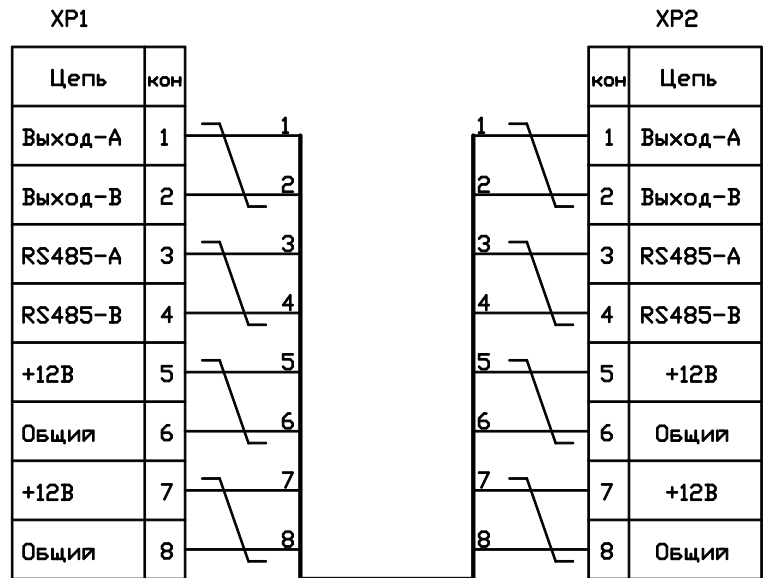 XP1 XP2
Цепь кон кон Цепь
Выход-А 1 1 1 1 Выход-А
Выход-В 2 2 2 2 Выход-В
RS485-А 3 3 3 3 RS485-А
RS485-В 4 4 4 4 RS485-В
+12В 5 5 5 5 +12В
Общий 6 6 6 6 Общий
+12В 7 7 7 7 +12В
Общий 8 8 8 8 Общий